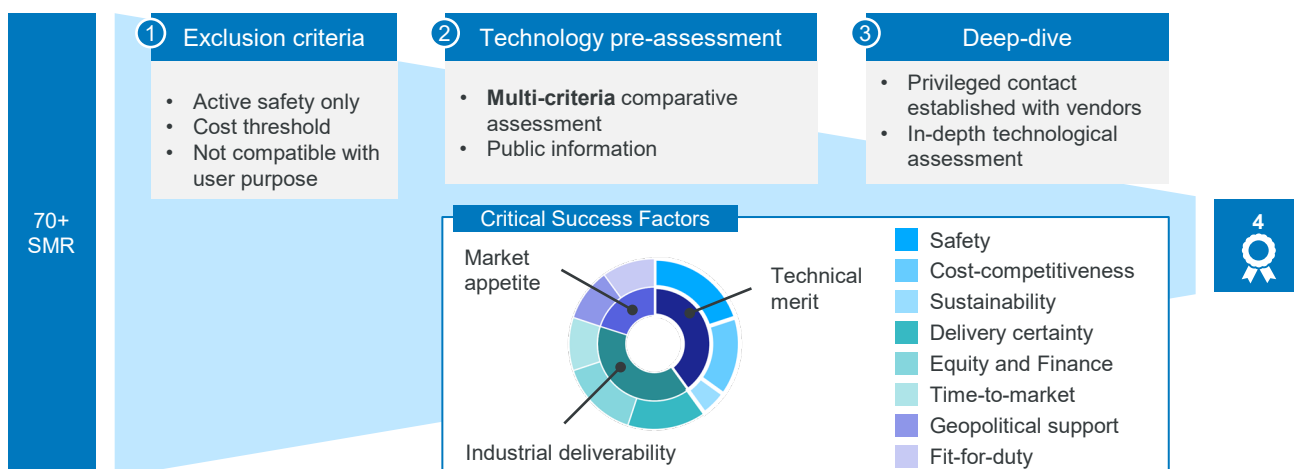 70+
SMR
1 Exclusion criteria
• Active safety only
• Cost threshold
• Not compatible with
user purpose
2 Technology pre-assessment
• Multi-criteria comparative
assessment
• Public information
3 Deep-dive
• Privileged contact
established with vendors
• In-depth technological
assessment
Critical Success Factors
Market
appetite
Technical
merit
Industrial deliverability
Safety
Cost-competitiveness
Sustainability
Delivery certainty
Equity and Finance
Time-to-market
Geopolitical support
Fit-for-duty
4